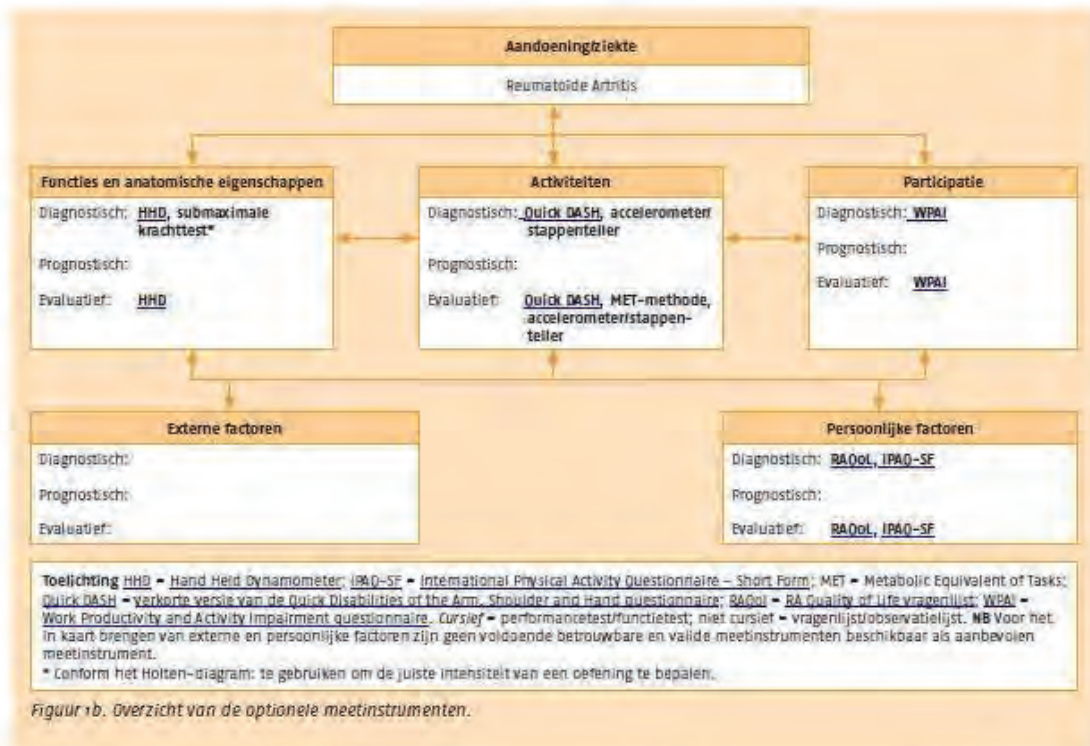 Aandoening/ziekte
Reumatoïde Artritis
Functies en anatomische eigenschappen
Diagnostisch: HHD, submaximale
krachttest*
Prognostisch:
Evaluatief: HHD
Activiteiten
Diagnostisch: Quick DASH, accelerometer/
stappenteller
Prognostisch:
Evaluatief: Quick DASH, MET-methode,
accelerometer/stappen-
teller
Participatie
Diagnostisch: WPAI
Prognostisch:
Evaluatief: WPAI
Externe factoren
Diagnostisch:
Prognostisch:
Evaluatief:
Persoonlijke factoren
Diagnostisch: RAQoL, IPAQ-SF
Prognostisch:
Evaluatief: RAQoL, IPAQ-SF
Toelichting HHD = Hand Held Dynamometer; IPAQ-SF = International Physical Activity Questionnaire – Short Form; MET = Metabolic Equivalent of Tasks;
Quick DASH = verkorte versie van de Quick Disabilities of the Arm, Shoulder and Hand questionnaire; RAQol = RA Quality of Life vragenlijst; WPAI =
Work Productivity and Activity Impairment questionnaire. Cursief = performancetest/functietest; niet cursief = vragenlijst/observatielijst. NB Voor het
in kaart brengen van externe en persoonlijke factoren zijn geen voldoende betrouwbare en valide meetinstrumenten beschikbaar als aanbevolen
meetinstrument.
* Conform het Holten-diagram: te gebruiken om de juiste intensiteit van een oefening te bepalen.
Figuur 1b. Overzicht van de optionele meetinstrumenten.